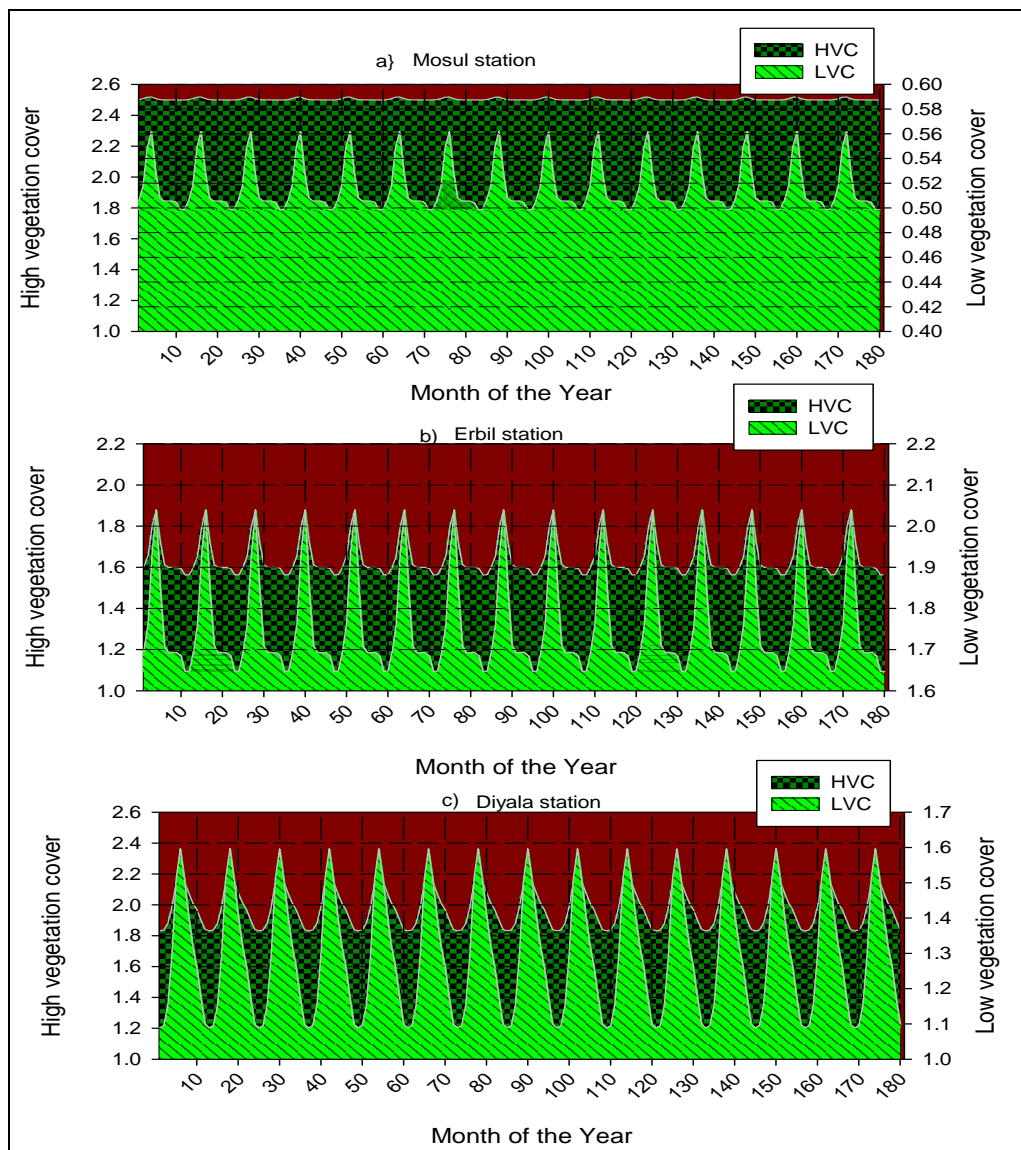 a} Mosul station
HVC
LVC
High vegetation cover
2.6
2.4
2.2
2.0
1.8
1.6
1.4
1.2
1.0
0.60
0.58
0.56
0.54
0.52
0.50
0.48
0.46
0.44
0.42
0.40
Low vegetation cover
10 20 30 40 50 60 70 80 90 100 110 120 130 140 150 160 170 180
Month of the Year
b) Erbil station
HVC
LVC
High vegetation cover
2.2
2.0
1.8
1.6
1.4
1.2
1.0
2.2
2.1
2.0
1.9
1.8
1.7
1.6
Low vegetation cover
10 20 30 40 50 60 70 80 90 100 110 120 130 140 150 160 170 180
Month of the Year
c) Diyala station
HVC
LVC
High vegetation cover
2.6
2.4
2.2
2.0
1.8
1.6
1.4
1.2
1.0
1.7
1.6
1.5
1.4
1.3
1.2
1.1
1.0
Low vegetation cover
10 20 30 40 50 60 70 80 90 100 110 120 130 140 150 160 170 180
Month of the Year